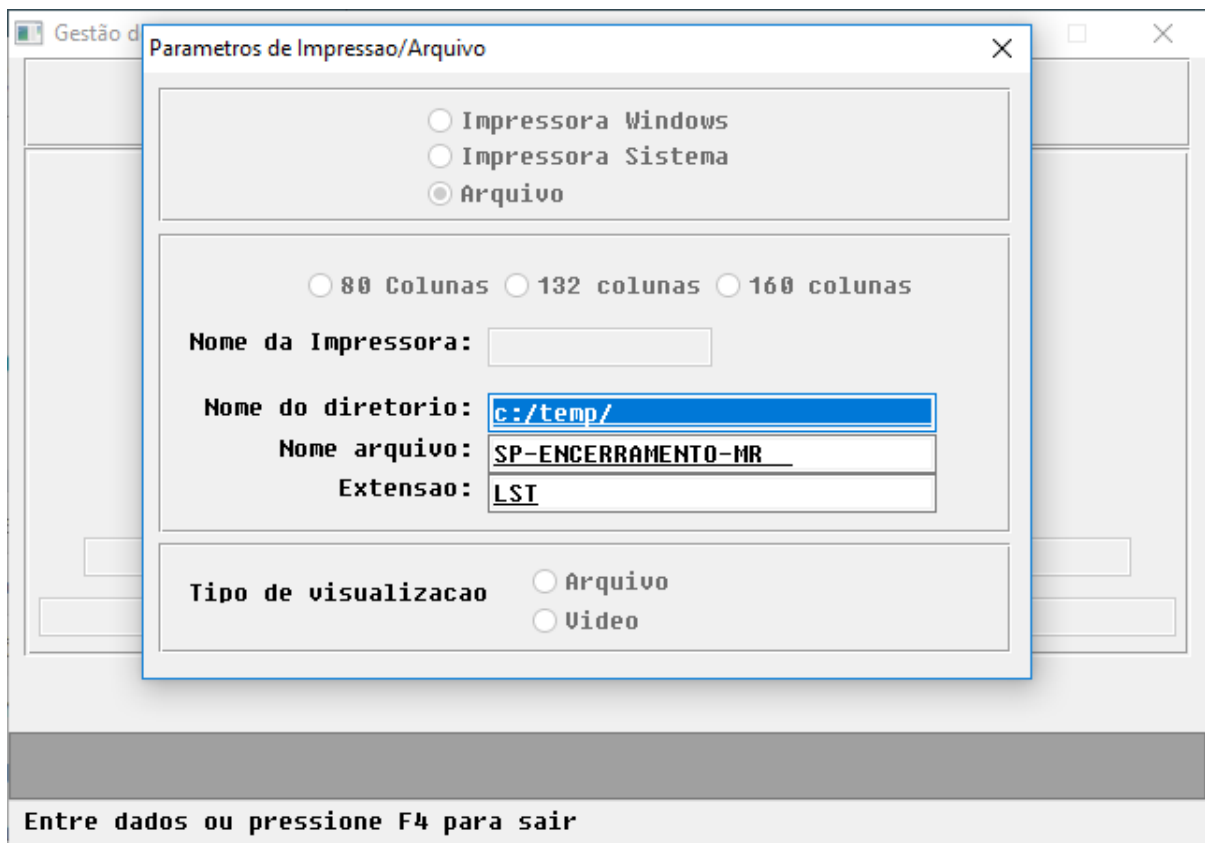 Gestão d
Parametros de Impressao/Arquivo
Impressora Windows
Impressora Sistema
Arquivo
80 Colunas 132 colunas 160 colunas
Nome da Impressora:
Nome do diretorio: c:/temp/
Nome arquivo: SP-ENCERRAMENTO-MR
Extensao: LST
Tipo de visualizacao
Arquivo
Video
Entre dados ou pressione F4 para sair